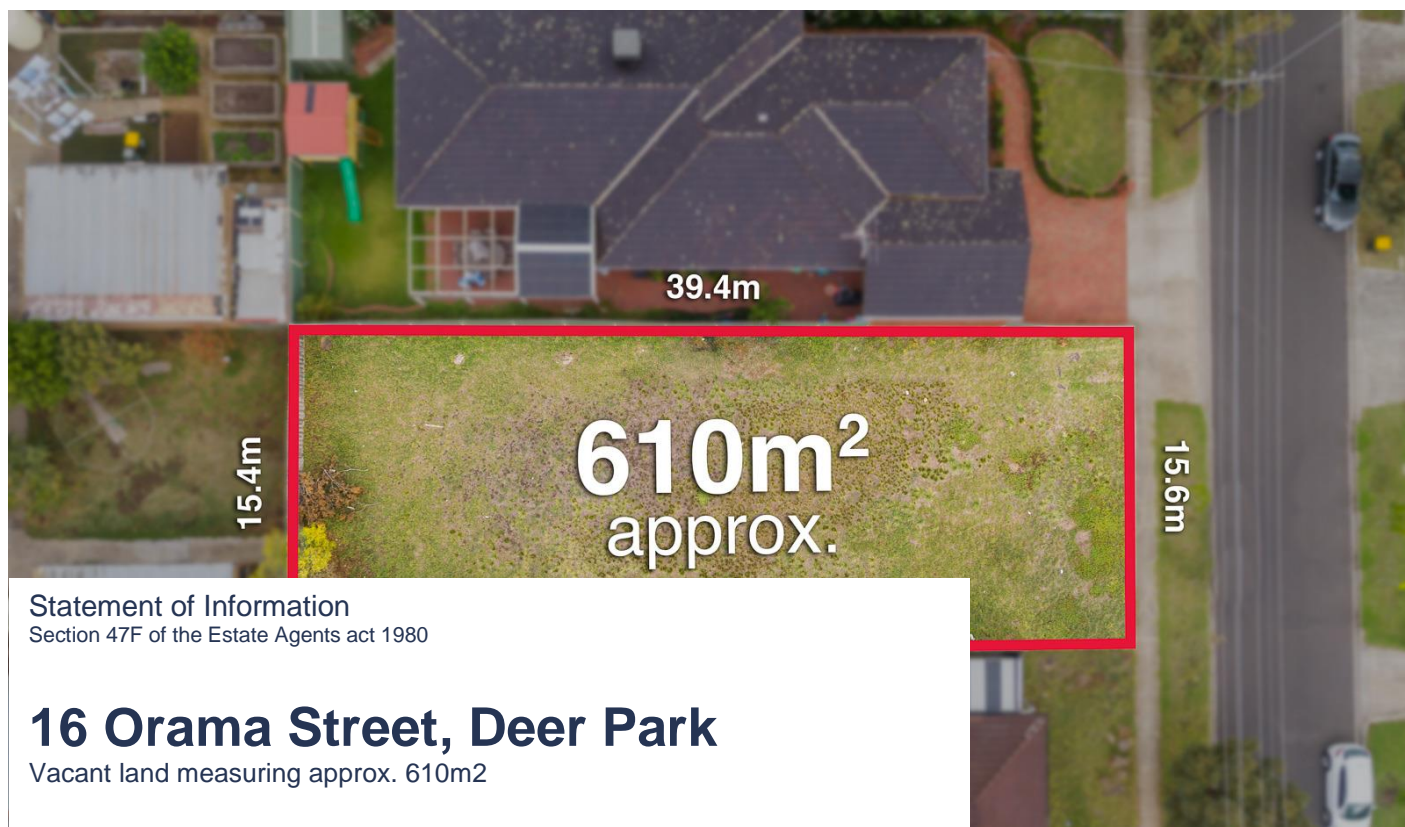 39.4m
15.4m
610m²
approx.
15.6m
Statement of Information
Section 47F of the Estate Agents act 1980
16 Orama Street, Deer Park
Vacant land measuring approx. 610m2